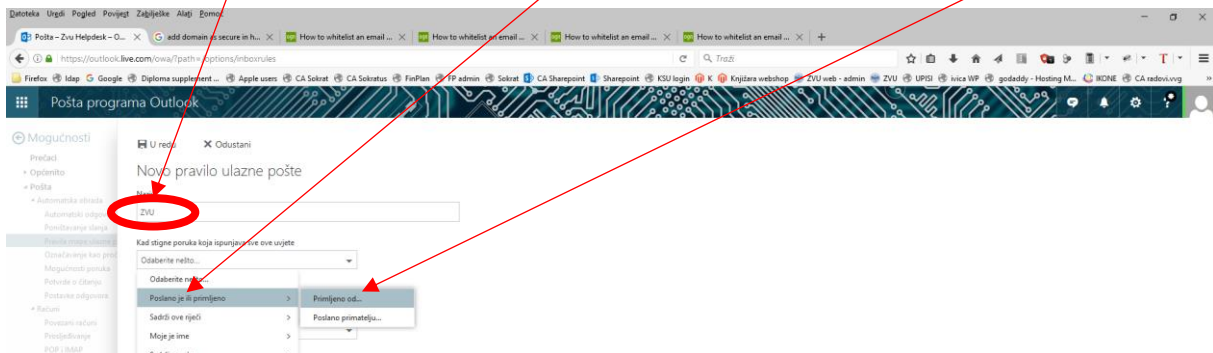 Datoteka Uredi Pogled Povijest Zabilješke Alati Pomoć
Pošta – Zvu Helpdesk – O... × add domain as secure in h... × How to whitelist an email ... × How to whitelist an email ... × How to whitelist an email ... × How to whitelist an email ... × +
https://outlook.live.com/owa/?path=/options/inboxrules Traži
Firefox ldap Google Diploma supplement ... Apple users CA Sokrat CA Sokratus FinPlan FP admin Sokrat CA Sharepoint Sharepoint KSU login K Knjižara webshop ZVU web - admin ZVU UPISI ivica WP godaddy - Hosting M... IKONE CA radovi.vvg »
Pošta programa Outlook
Mogućnosti
U redu × Odustani
Prečaci
Općenito
Novo pravilo ulazne pošte
Pošta
Automatska obrada
Automatski odgov
ZVU
Poništavanje slanja
Pravila mape ulazne p
Kad stigne poruka koja ispunjava sve ove uvjete
Označavanje kao proč
Odaberite nešto...
Mogućnosti poruka
Odaberite nešto...
Potvrde o čitanju
Postavke odgovora
Poslano je ili primljeno > Primljeno od...
Računi
Sadrži ove riječi > Poslano primatelju...
Povezani računi
Moje je ime >
Prosljeđivanje
POP i IMAP